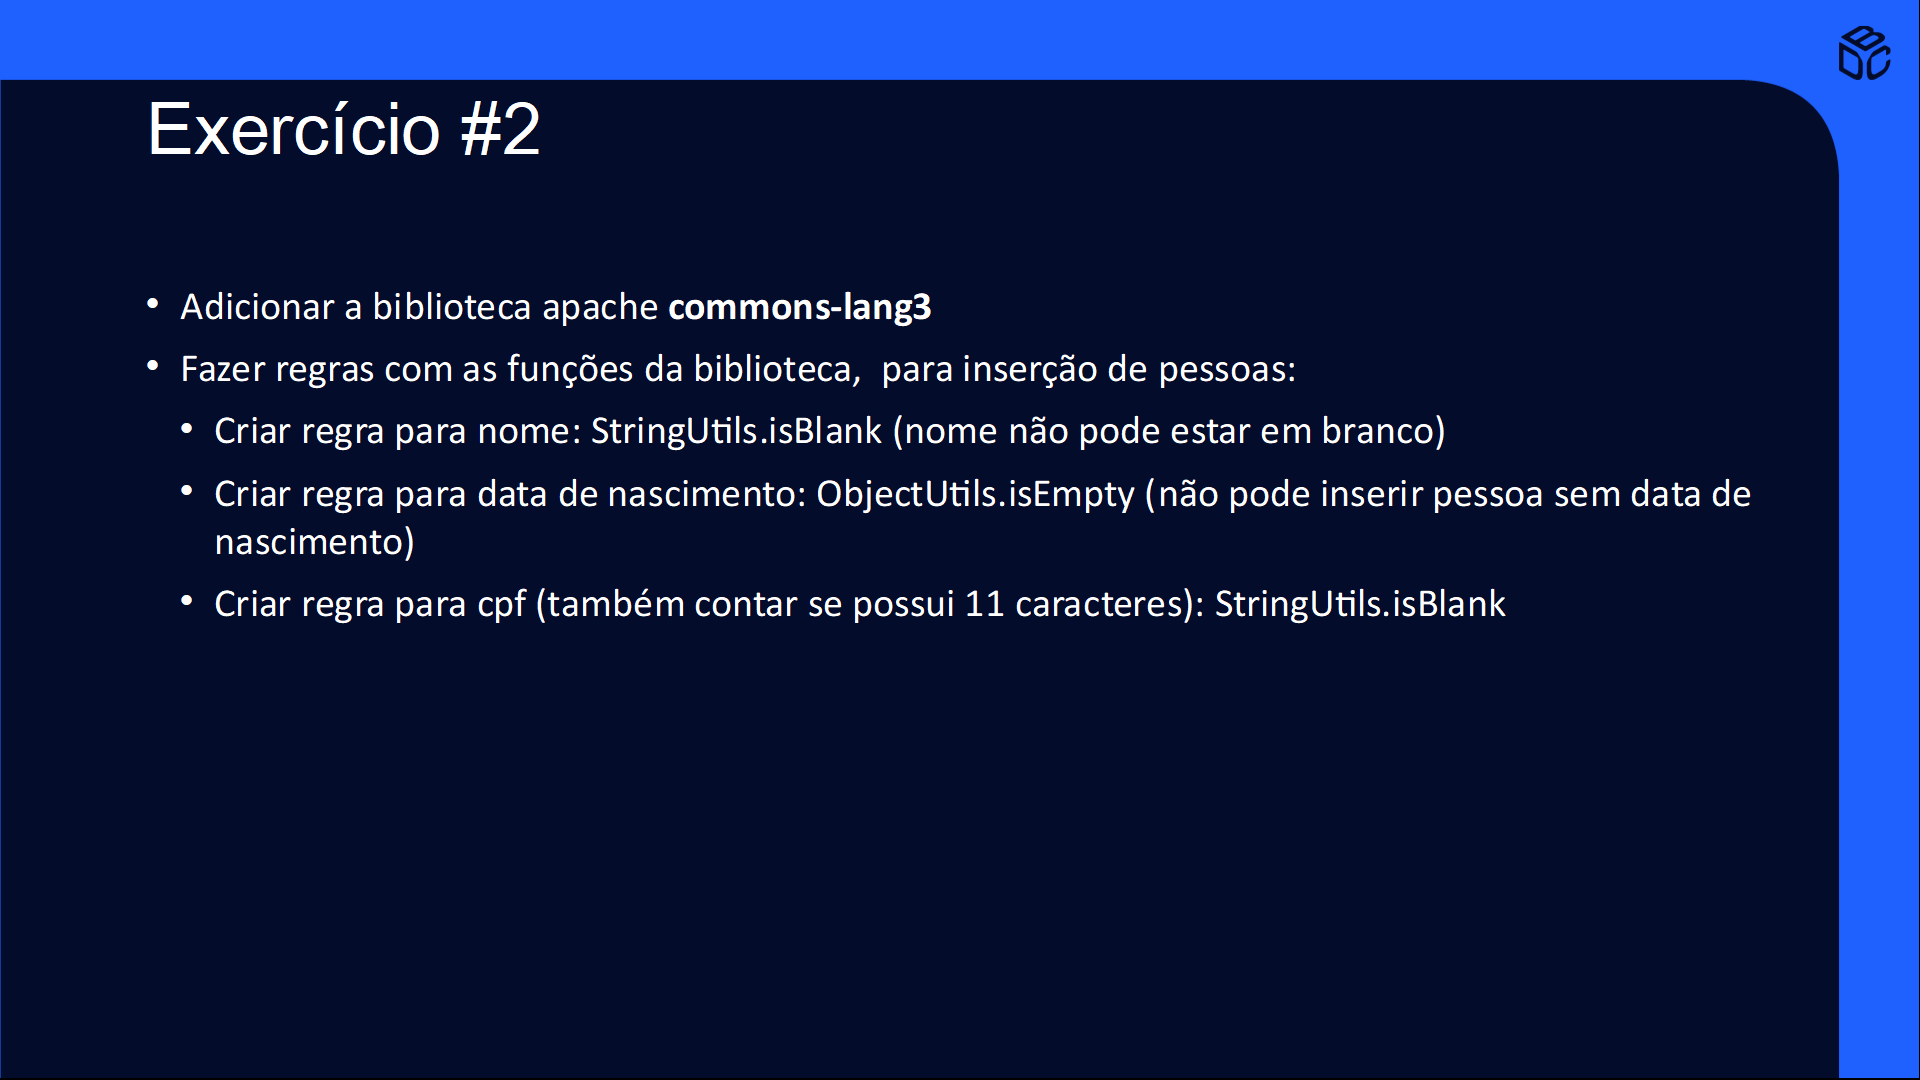 Exercício #2
• Adicionar a biblioteca apache commons-lang3
• Fazer regras com as funções da biblioteca,  para inserção de pessoas:
• Criar regra para nome: StringUtils.isBlank (nome não pode estar em branco)
• Criar regra para data de nascimento: ObjectUtils.isEmpty (não pode inserir pessoa sem data de
nascimento)
• Criar regra para cpf (também contar se possui 11 caracteres): StringUtils.isBlank
DBC